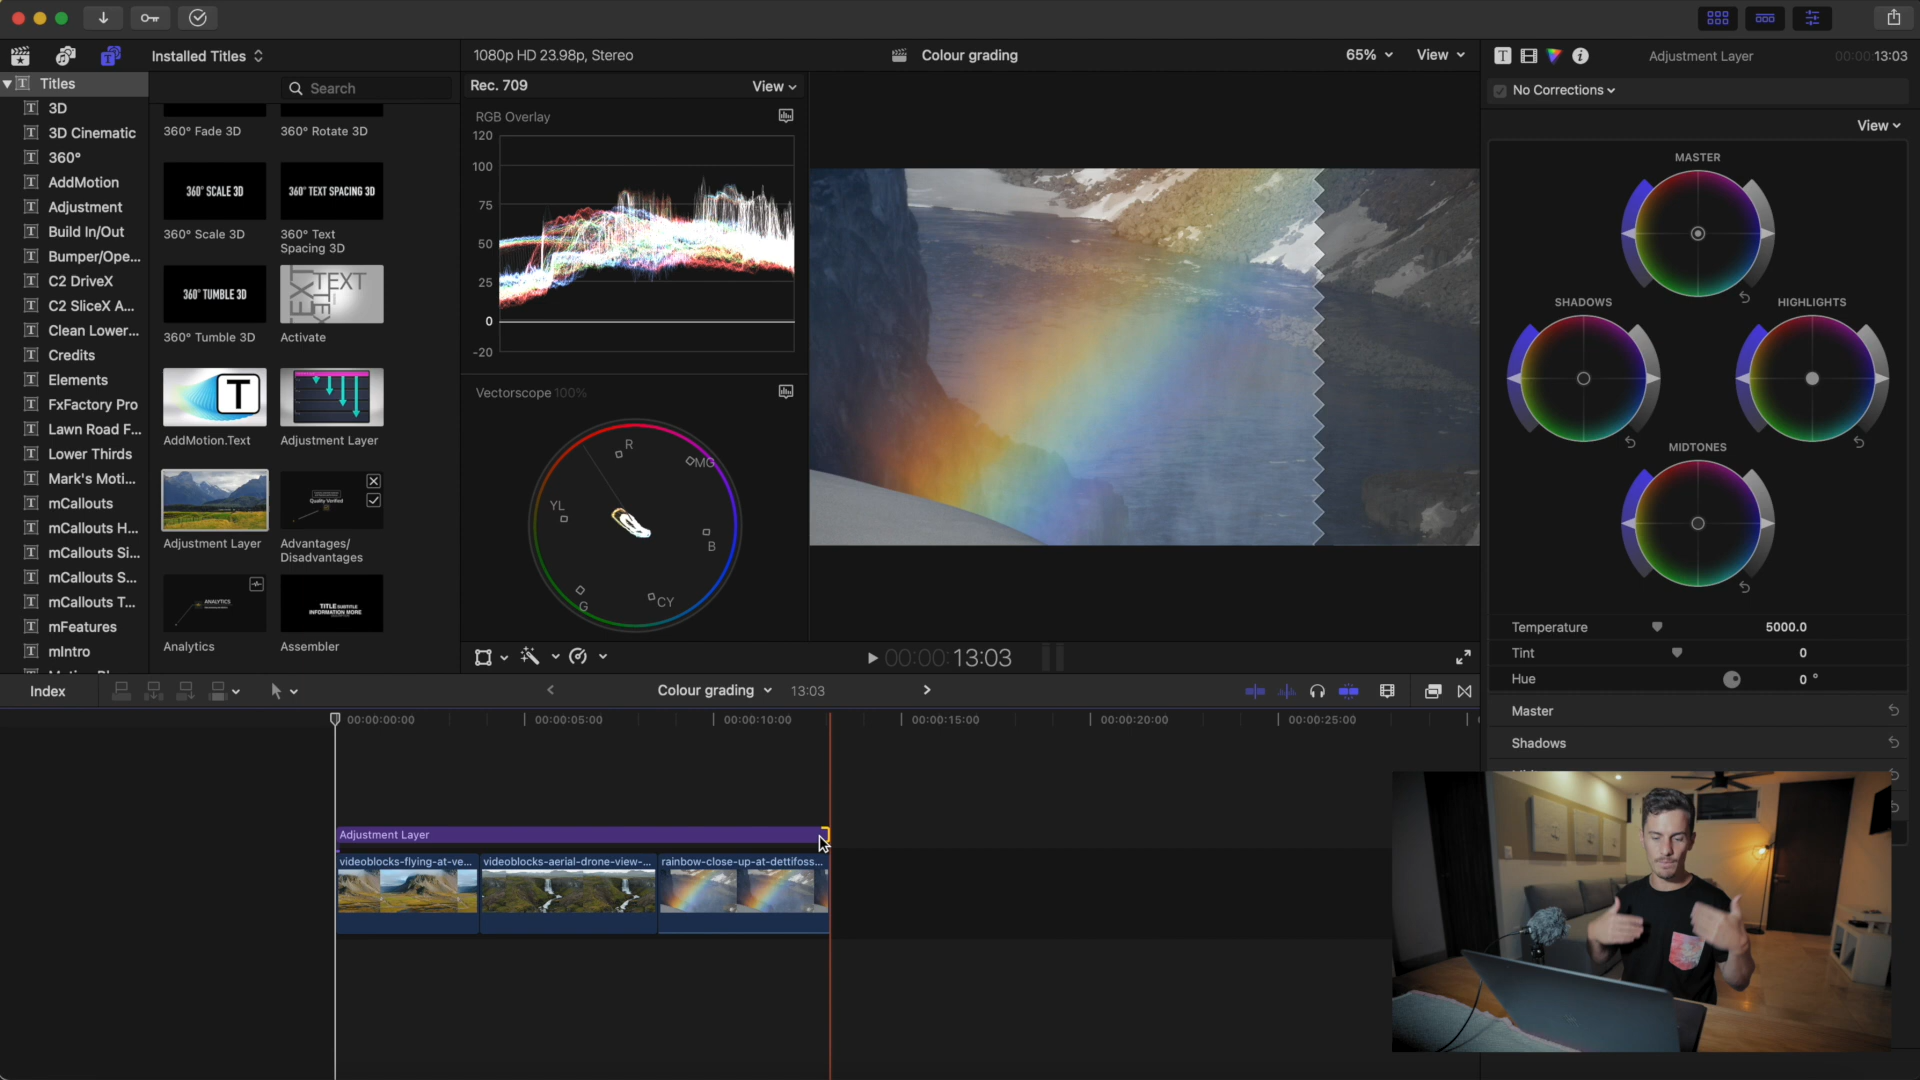 Installed Titles
Titles
3D
3D Cinematic
360°
AddMotion
Adjustment
Build In/Out
Bumper/Ope...
C2 DriveX
C2 SliceX A...
Clean Lower...
Credits
Elements
FxFactory Pro
Lawn Road F...
Lower Thirds
Mark's Moti...
mCallouts
mCallouts H...
mCallouts Si...
mCallouts S...
mCallouts T...
mFeatures
mIntro
Search
360° Fade 3D
360° Rotate 3D
360° SCALE 3D
360° TEXT SPACING 3D
360° Scale 3D
360° Text
Spacing 3D
360° TUMBLE 3D
TEXT
360° Tumble 3D
Activate
T
AddMotion.Text
Adjustment Layer
Quality Verified
Adjustment Layer
Advantages/
Disadvantages
ANALYTICS
TITLE SUBTITLE
INFORMATION MORE
Analytics
Assembler
1080p HD 23.98p, Stereo
Colour grading
65%
View
Rec. 709
View
RGB Overlay
120
100
75
50
25
0
-20
Vectorscope 100%
R
MG
YL
B
G
CY
00:00:00:13:03
Adjustment Layer
00:00:00:13:03
No Corrections
View
MASTER
SHADOWS
HIGHLIGHTS
MIDTONES
Temperature
5000.0
Tint
0
Hue
0 °
Master
Shadows
Index
Colour grading
13:03
00:00:00:00
00:00:05:00
00:00:10:00
00:00:15:00
00:00:20:00
00:00:25:00
Adjustment Layer
videoblocks-flying-at-ve...
videoblocks-aerial-drone-view-...
rainbow-close-up-at-dettifoss...